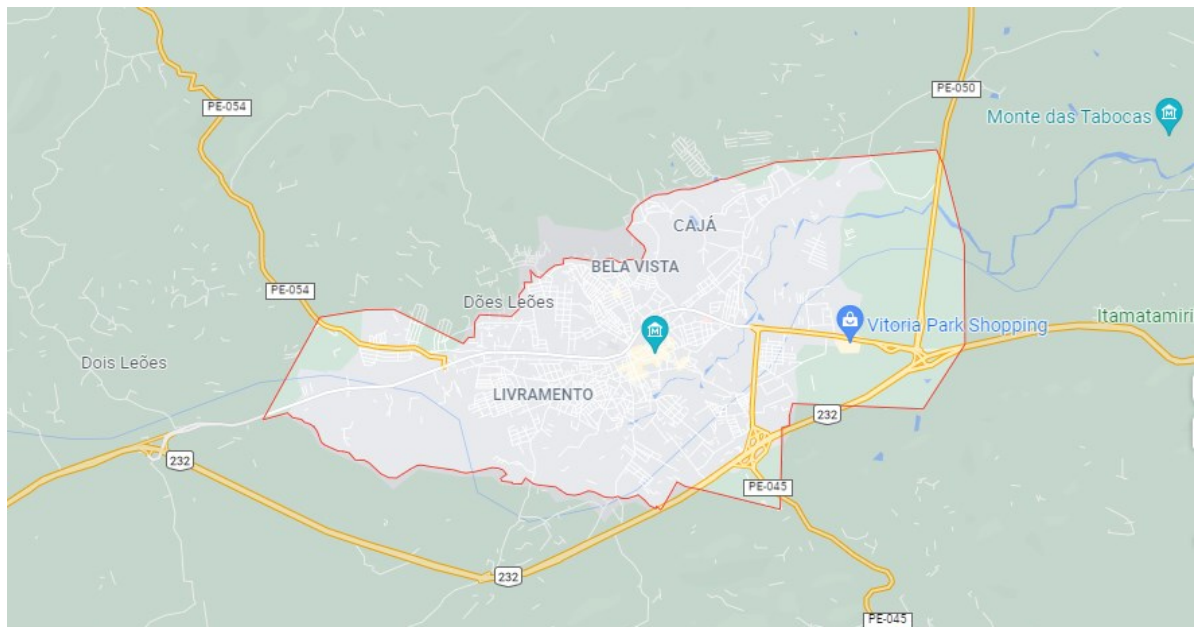 PE-054
PE-050
Monte das Tabocas
CAJÁ
BELA VISTA
PE-054
Dões Leões
Itamatamiri
Vitoria Park Shopping
Dois Leões
LIVRAMENTO
232
232
PE-045
232
PE-045